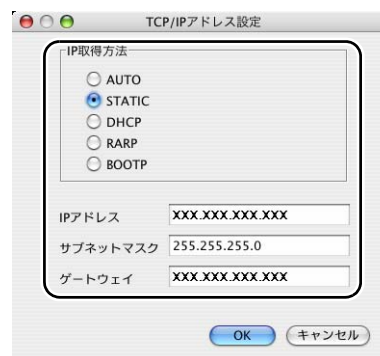 TCP/IPアドレス設定
IP取得方法
AUTO
STATIC
DHCP
RARP
BOOTP
IPアドレス XXX.XXX.XXX.XXX
サブネットマスク 255.255.255.0
ゲートウェイ XXX.XXX.XXX.XXX
OK キャンセル